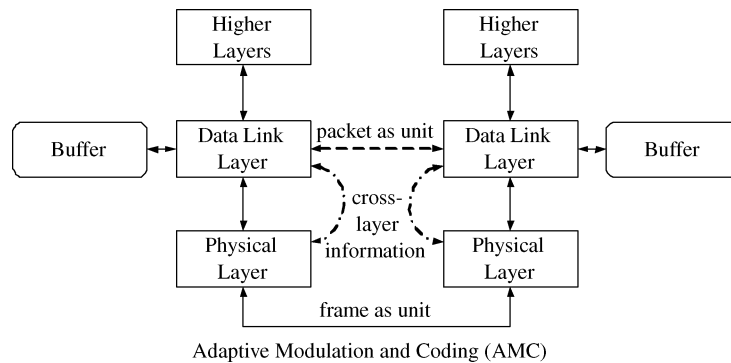 Higher
Layers
Higher
Layers
Buffer
Data Link
Layer
packet as unit
Data Link
Layer
Buffer
cross-
layer
information
Physical
Layer
Physical
Layer
frame as unit
Adaptive Modulation and Coding (AMC)